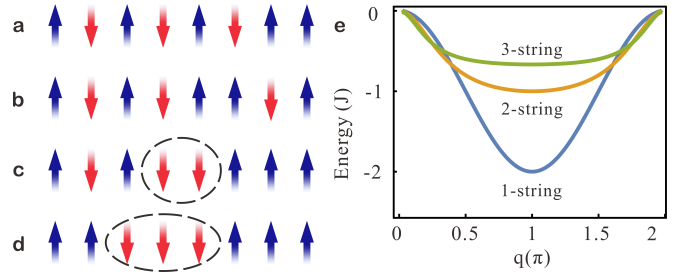 a
b
c
d
e
0
-1
-2
Energy (J)
3-string
2-string
1-string
0 0.5 1 1.5 2
q(π)